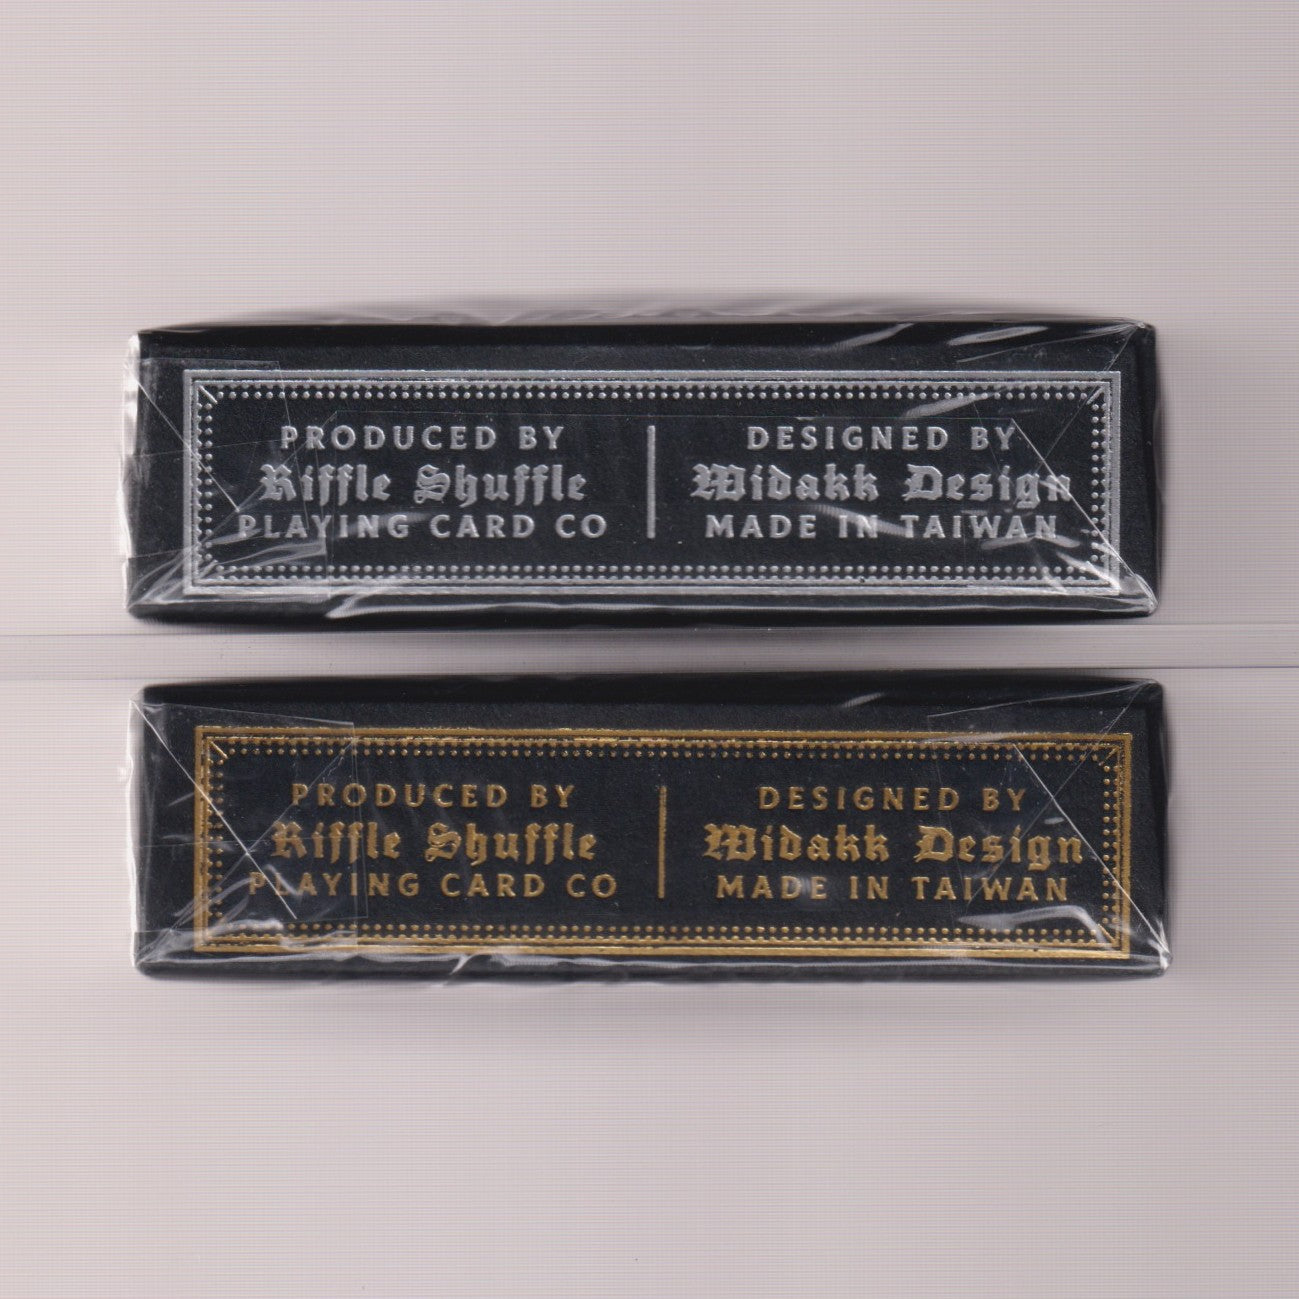 PRODUCED BY
Riffle Shuffle
PLAYING CARD CO
DESIGNED BY
Widakk Design
MADE IN TAIWAN
PRODUCED BY
Riffle Shuffle
PLAYING CARD CO
DESIGNED BY
Widakk Design
MADE IN TAIWAN